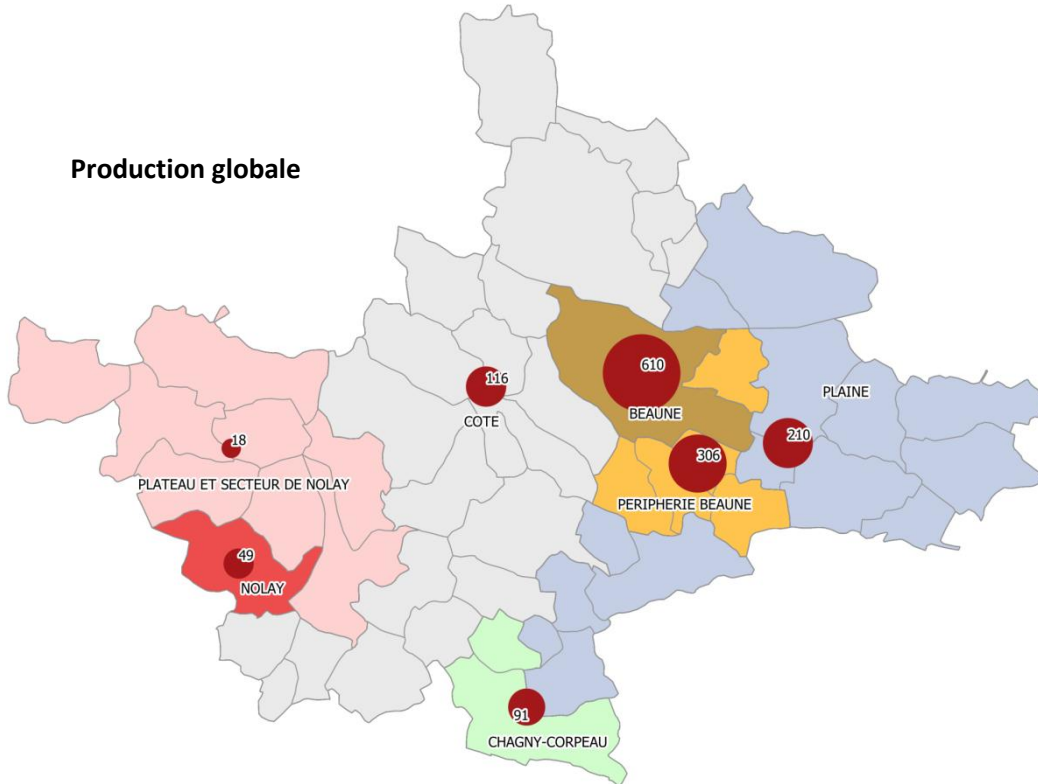 Production globale
610
BEAUNE
116
COTE
PLAINE
210
306
PERIPHERIE BEAUNE
18
PLATEAU ET SECTEUR DE NOLAY
49
NOLAY
91
CHAGNY-CORPEAU